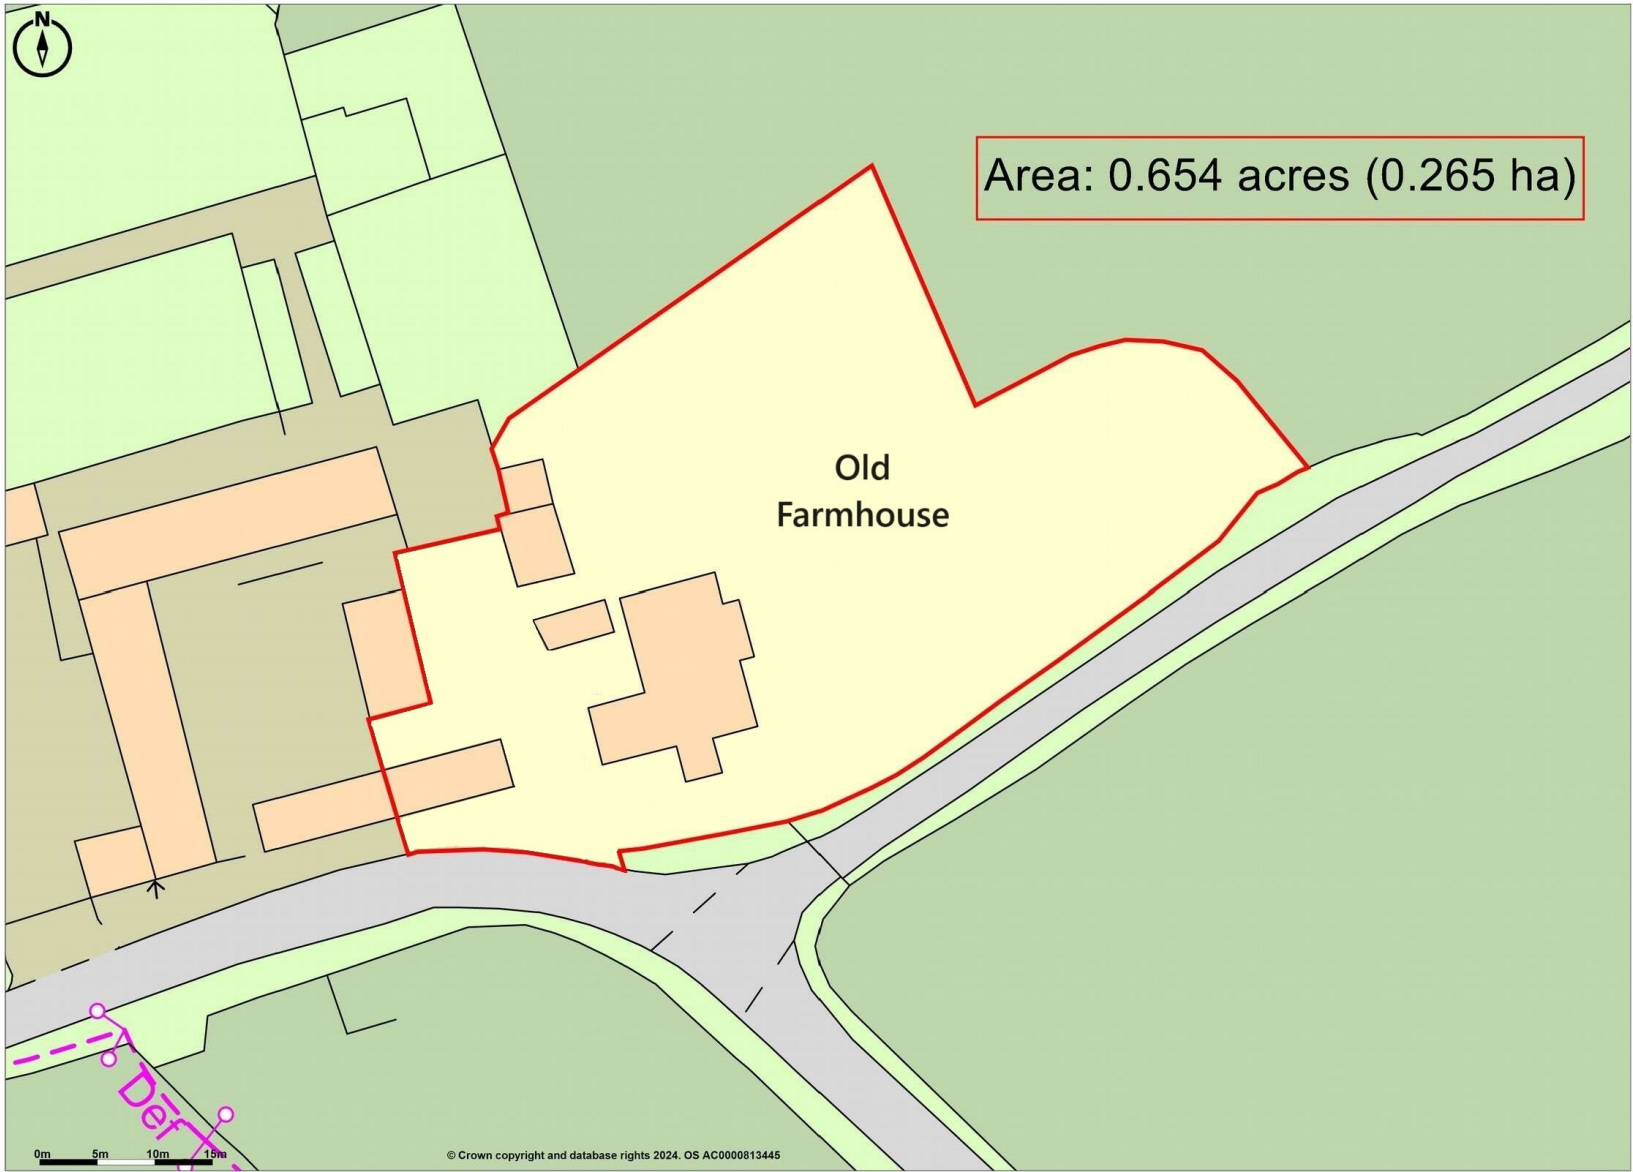 N
Area: 0.654 acres (0.265 ha)
Old
Farmhouse
Def
0m 5m 10m 15m
© Crown copyright and database rights 2024. OS AC0000813445